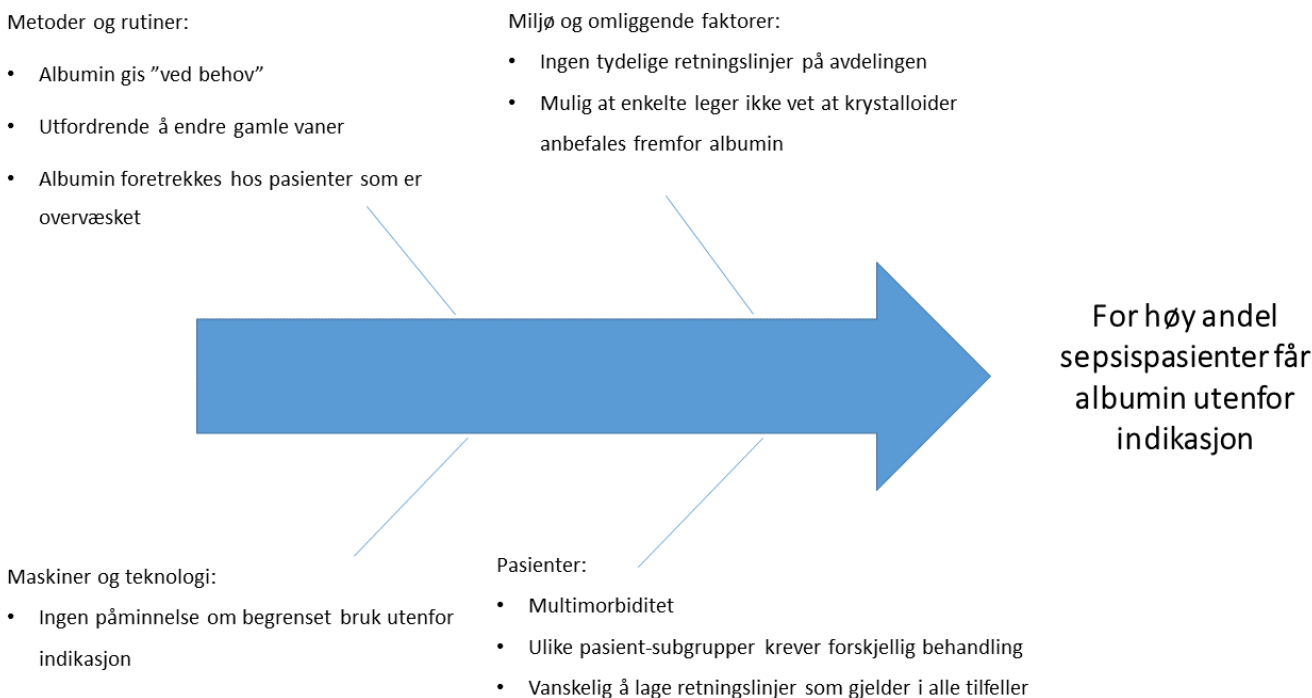 Metoder og rutiner:
• Albumin gis ”ved behov”
• Utfordrende å endre gamle vaner
• Albumin foretrekkes hos pasienter som er
overvæsket
Miljø og omliggende faktorer:
• Ingen tydelige retningslinjer på avdelingen
• Mulig at enkelte leger ikke vet at krystalloider
anbefales fremfor albumin
For høy andel
sepsispasienter får
albumin utenfor
indikasjon
Maskiner og teknologi:
• Ingen påminnelse om begrenset bruk utenfor
indikasjon
Pasienter:
• Multimorbiditet
• Ulike pasient-subgrupper krever forskjellig behandling
• Vanskelig å lage retningslinjer som gjelder i alle tilfeller